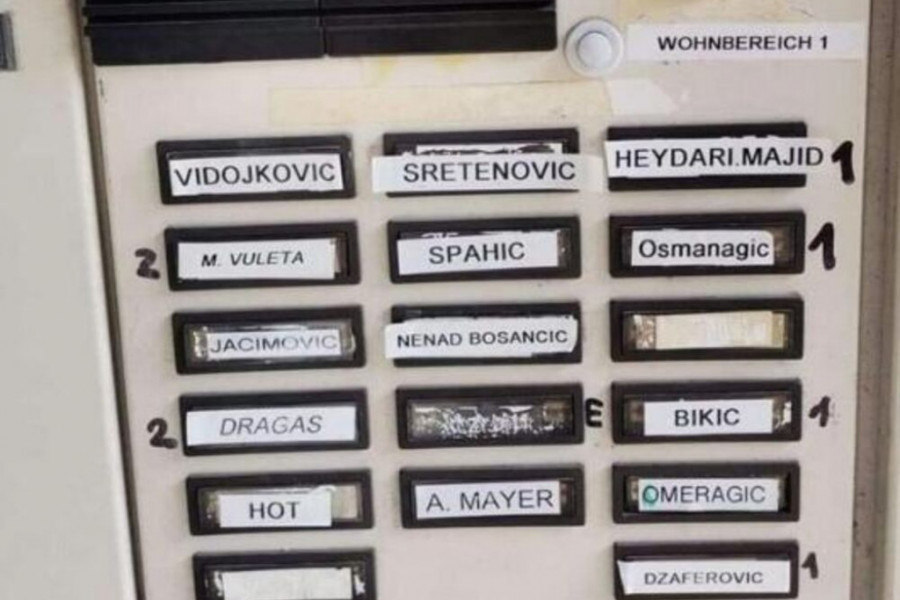 WOHNBEREICH 1
VIDOJKOVIC SRETENOVIC HEYDARI.MAJID 1
2 M. VULETA SPAHIC Osmanagic 1
JACIMOVIC NENAD BOSANCIC
2 DRAGAS E BIKIC 1
HOT A. MAYER OMERAGIC
DZAFEROVIC 1